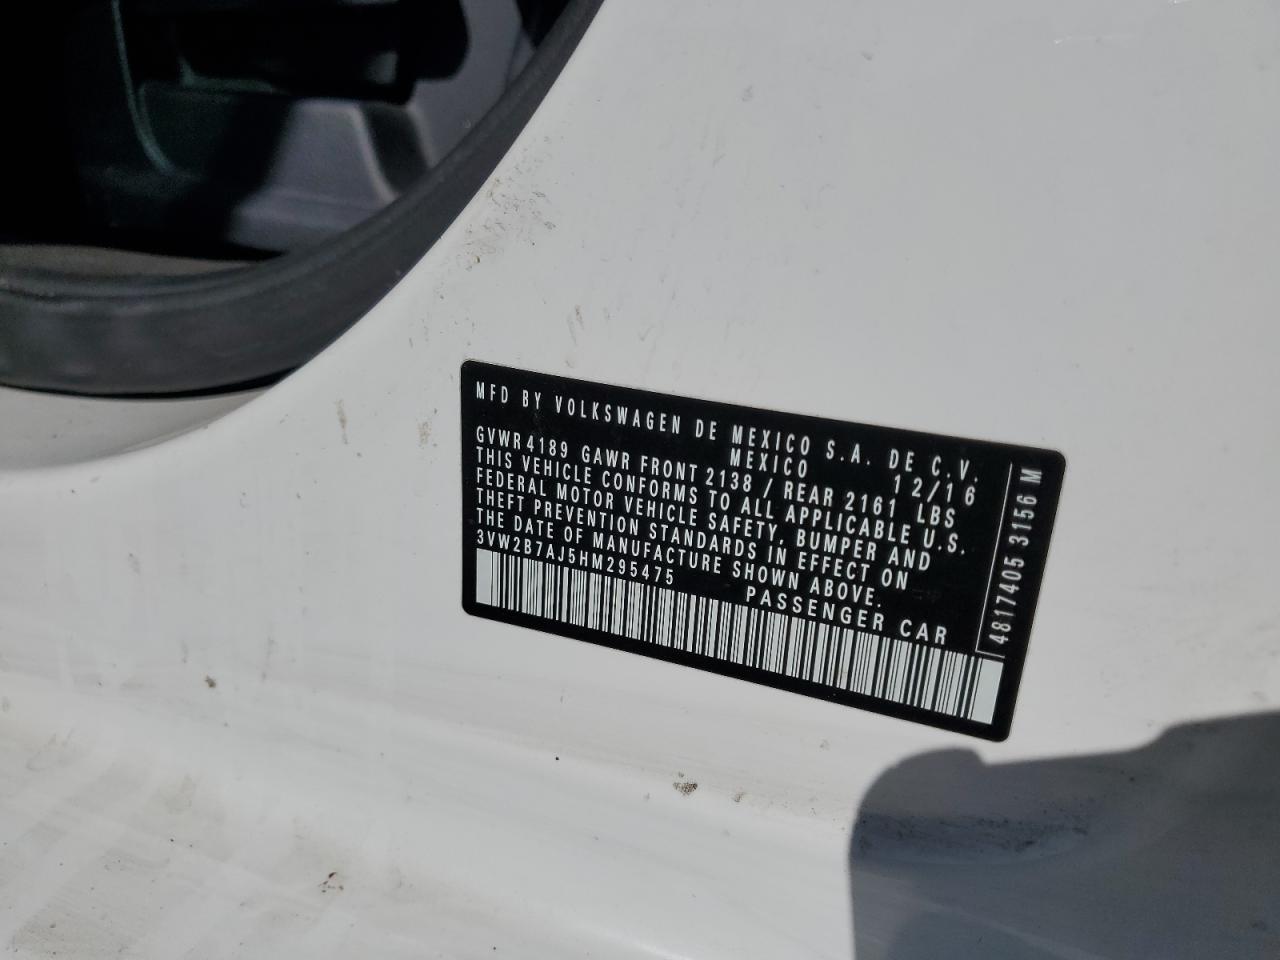 MFD BY VOLKSWAGEN DE MEXICO S.A. DE C.V.
MEXICO 12/16
GVWR 4189 GAWR FRONT 2138 / REAR 2161 LBS
THIS VEHICLE CONFORMS TO ALL APPLICABLE U.S.
FEDERAL MOTOR VEHICLE SAFETY, BUMPER AND
THEFT PREVENTION STANDARDS IN EFFECT ON
THE DATE OF MANUFACTURE SHOWN ABOVE.
3VW2B7AJ5HM295475 PASSENGER CAR
4817405 3156 M